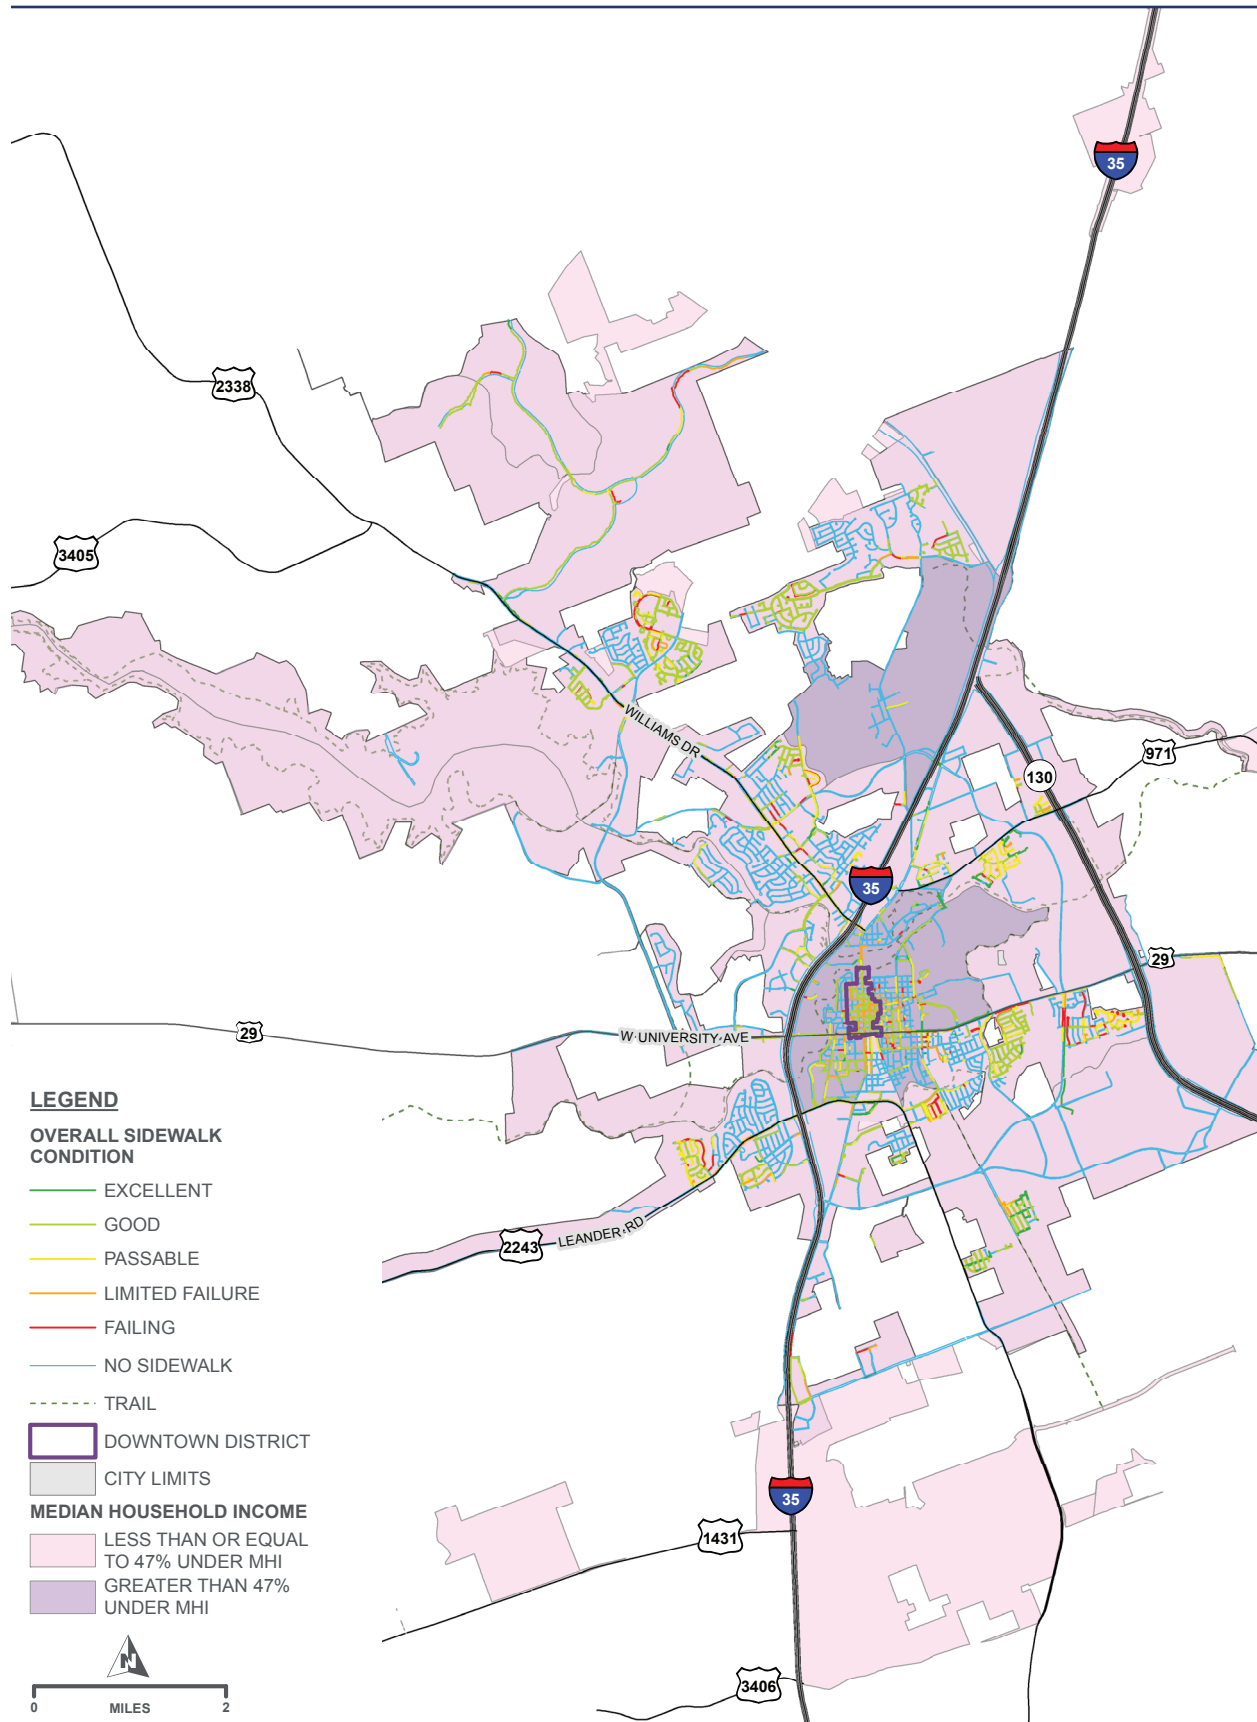 35
2338
3405
WILLIAMS DR
971
130
35
29
29
W UNIVERSITY AVE
LEANDER RD
2243
35
1431
3406
LEGEND
OVERALL SIDEWALK
CONDITION
EXCELLENT
GOOD
PASSABLE
LIMITED FAILURE
FAILING
NO SIDEWALK
TRAIL
DOWNTOWN DISTRICT
CITY LIMITS
MEDIAN HOUSEHOLD INCOME
LESS THAN OR EQUAL
TO 47% UNDER MHI
GREATER THAN 47%
UNDER MHI
N
0 MILES 2